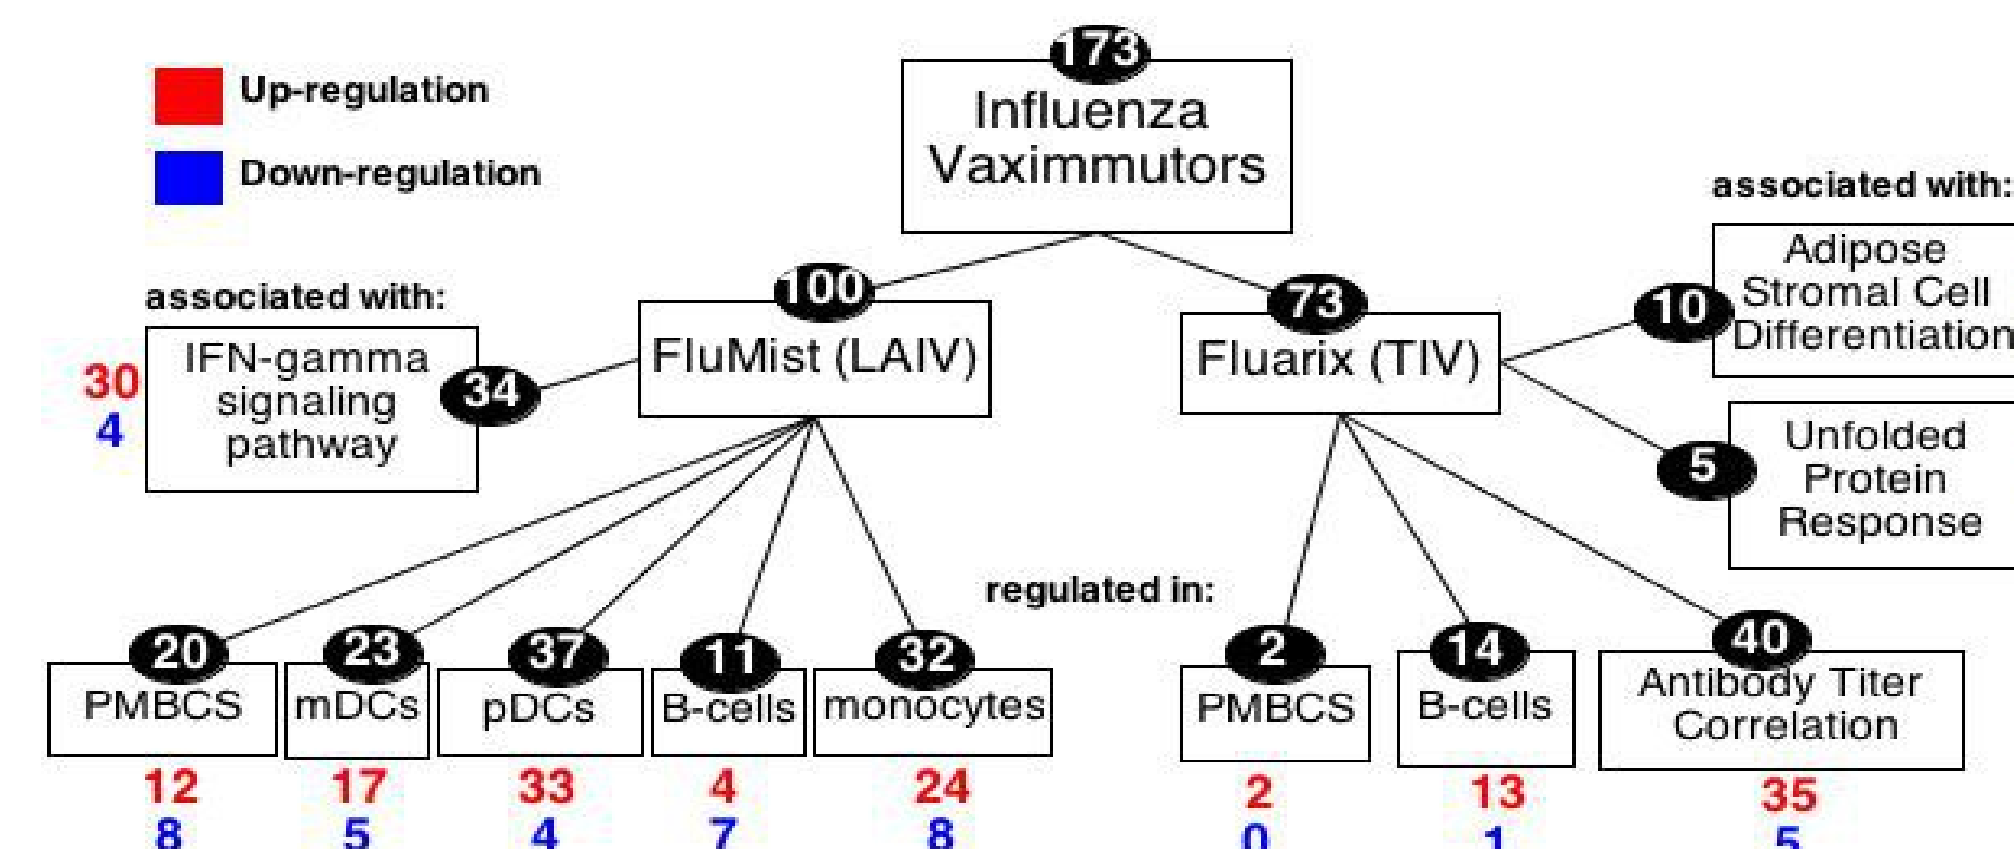 173
Influenza
Vaximmutors
Up-regulation
Down-regulation
associated with:
IFN-gamma
signaling
pathway
34
30
4
100
FluMist (LAIV)
73
Fluarix (TIV)
associated with:
10
Adipose
Stromal Cell
Differentiation
5
Unfolded
Protein
Response
regulated in:
20
PMBCS
12
8
23
mDCs
17
5
37
pDCs
33
4
11
B-cells
4
7
32
monocytes
24
8
2
PMBCS
2
0
14
B-cells
13
1
40
Antibody Titer
Correlation
35
5